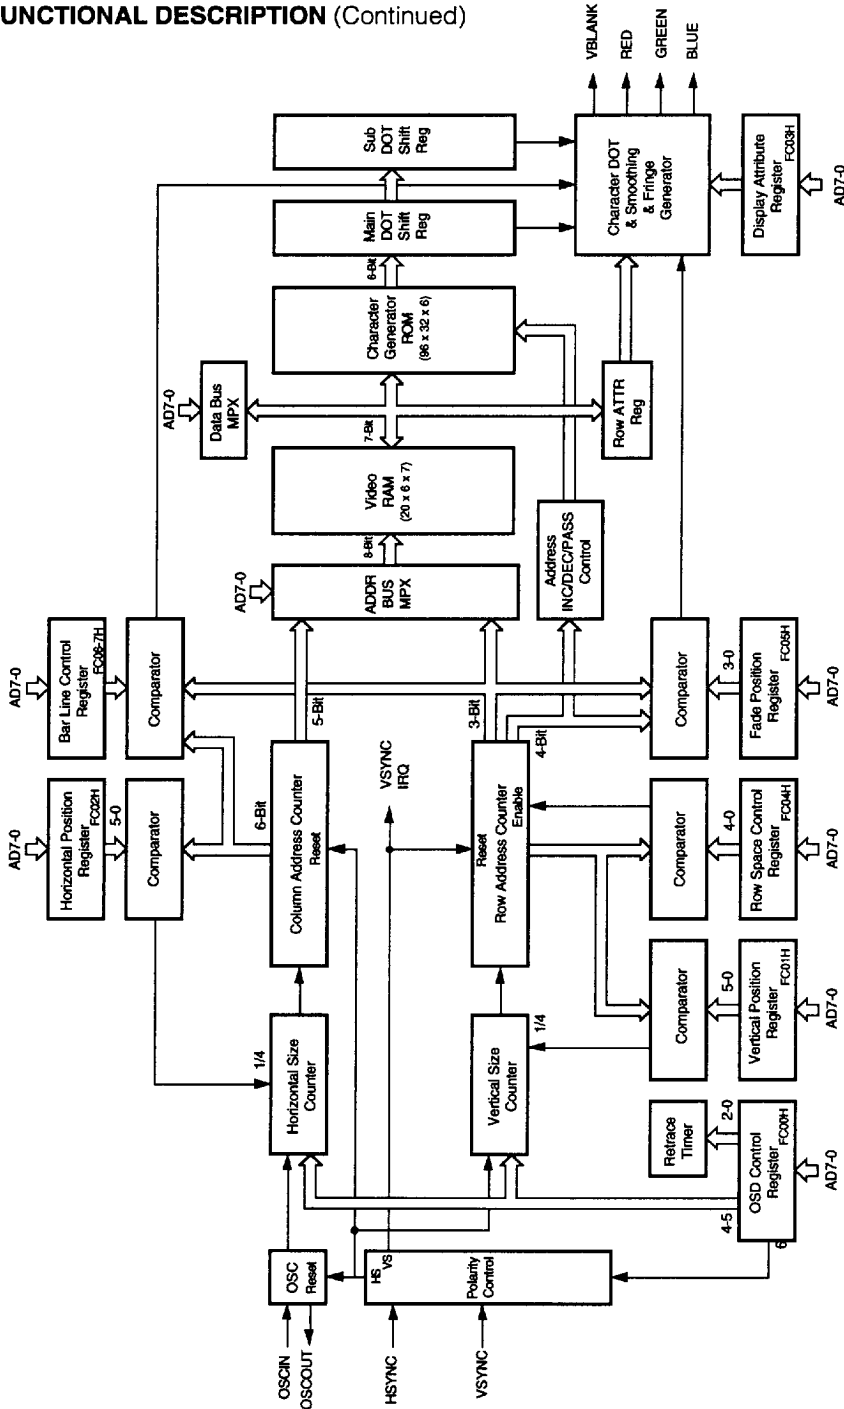 UNCTIONAL DESCRIPTION (Continued)
VBLANK
RED
GREEN
BLUE
Sub
DOT
Shift
Reg
Main
DOT
Shift
Reg
Character DOT
& Smoothing
& Fringe
Generator
Display Attribute
Register
FC03H
AD7-0
6-Bit
Character
Generator
ROM
(96 x 32 x 6)
AD7-0
Data Bus
MPX
7-Bit
Row ATTR
Reg
Video
RAM
(20 x 6 x 7)
8-Bit
AD7-0
ADDR
BUS
MPX
Address
INC/DEC/PASS
Control
AD7-0
Bar Line Control
Register
FC06-7H
Comparator
5-Bit
3-Bit
4-Bit
Comparator
3-0
Fade Position
Register
FC05H
AD7-0
AD7-0
Horizontal Position
Register
FC02H
5-0
Comparator
6-Bit
Column Address Counter
Reset
VSYNC
IRQ
Reset
Row Address Counter
Enable
Comparator
4-0
Row Space Control
Register
FC04H
AD7-0
1/4
Horizontal Size
Counter
1/4
Vertical Size
Counter
Comparator
5-0
Vertical Position
Register
FC01H
AD7-0
Retrace
Timer
2-0
OSD Control
Register
FC00H
AD7-0
4-5
6
OSC
Reset
HS
VS
Polarity
Control
OSCIN
OSCOUT
HSYNC
VSYNC